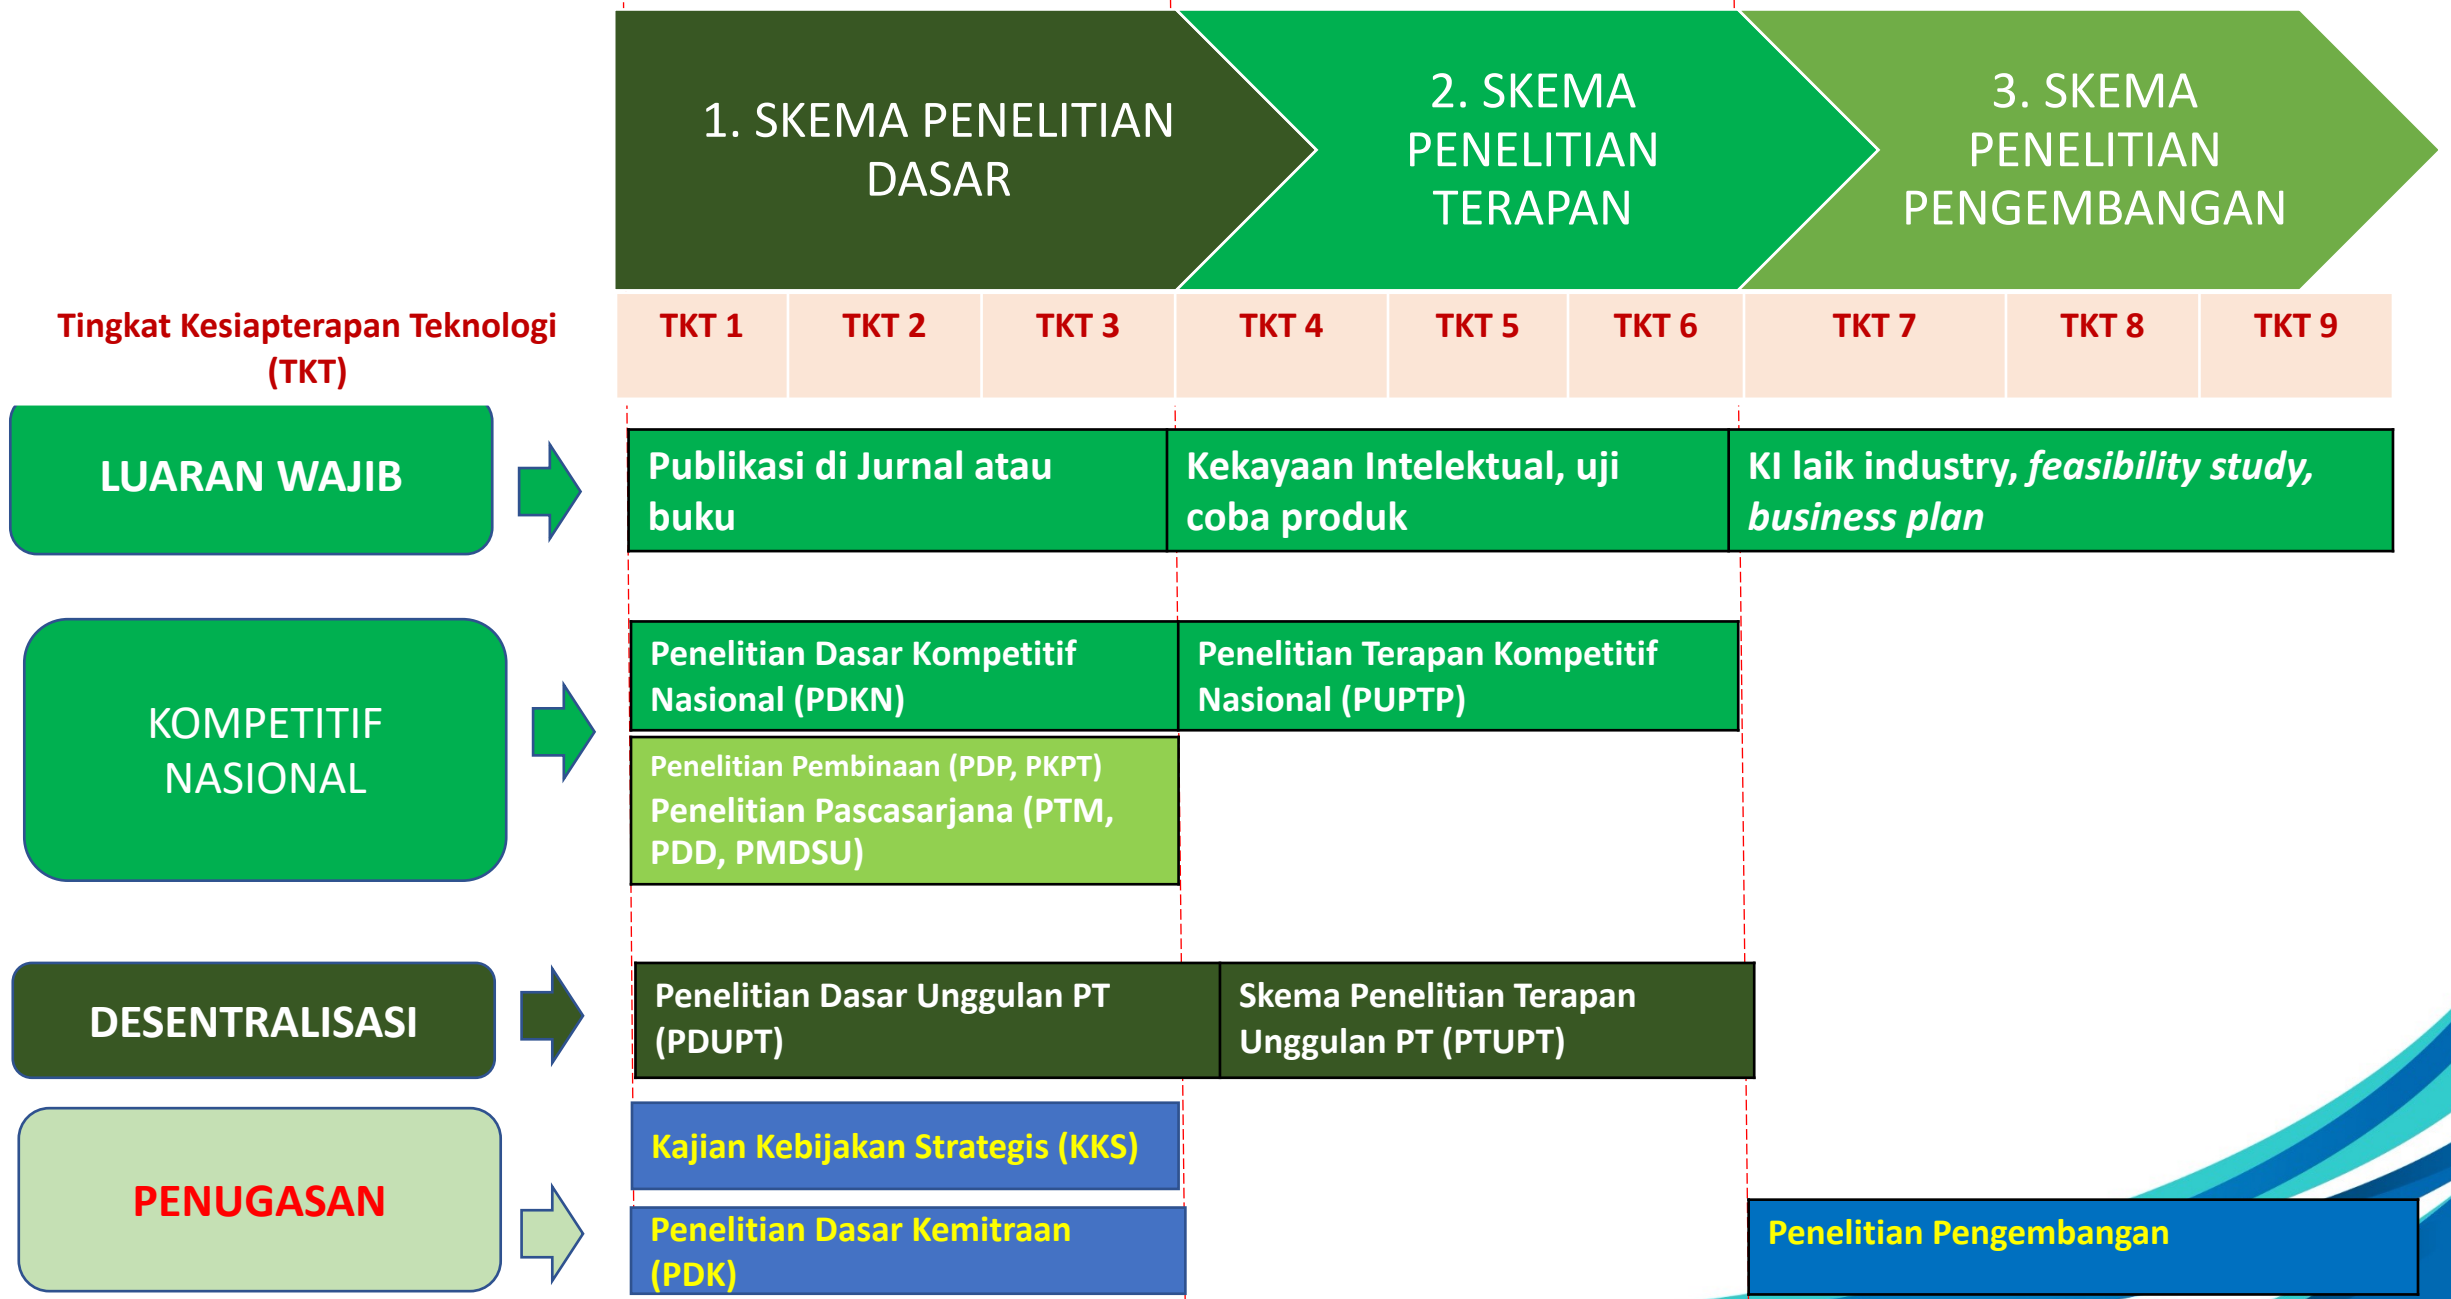 1. SKEMA PENELITIAN
DASAR
2. SKEMA
PENELITIAN
TERAPAN
3. SKEMA
PENELITIAN
PENGEMBANGAN
Tingkat Kesiapterapan Teknologi
(TKT)
TKT 1
TKT 2
TKT 3
TKT 4
TKT 5
TKT 6
TKT 7
TKT 8
TKT 9
LUARAN WAJIB
Publikasi di Jurnal atau
buku
Kekayaan Intelektual, uji
coba produk
KI laik industry, feasibility study,
business plan
KOMPETITIF
NASIONAL
Penelitian Dasar Kompetitif
Nasional (PDKN)
Penelitian Terapan Kompetitif
Nasional (PUPTP)
Penelitian Pembinaan (PDP, PKPT)
Penelitian Pascasarjana (PTM,
PDD, PMDSU)
DESENTRALISASI
Penelitian Dasar Unggulan PT
(PDUPT)
Skema Penelitian Terapan
Unggulan PT (PTUPT)
PENUGASAN
Kajian Kebijakan Strategis (KKS)
Penelitian Dasar Kemitraan
(PDK)
Penelitian Pengembangan